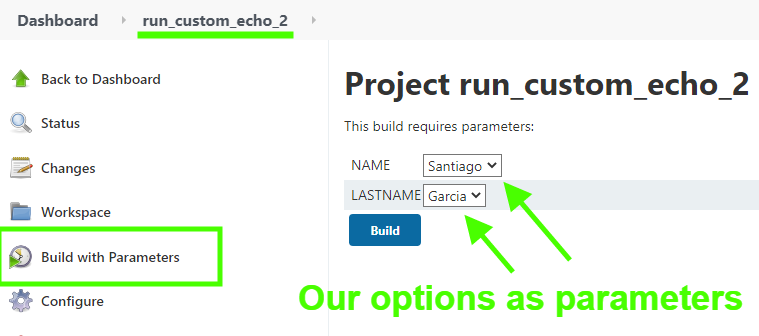 Dashboard run_custom_echo_2
Back to Dashboard
Status
Changes
Workspace
Build with Parameters
Configure
Project run_custom_echo_2
This build requires parameters:
NAME Santiago
LASTNAME Garcia
Build
Our options as parameters